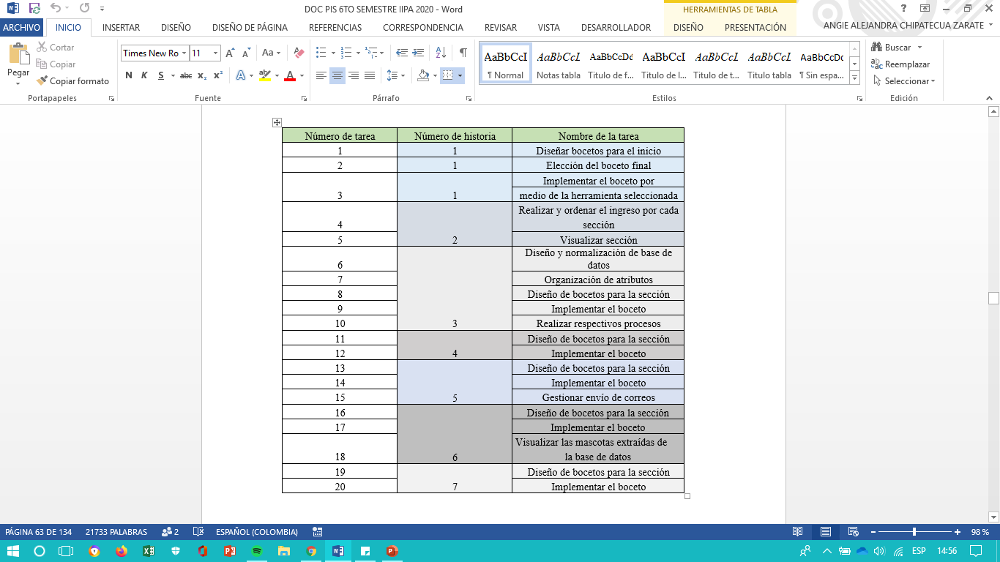 DOC PIS 6TO SEMESTRE IIPA 2020 - Word
HERRAMIENTAS DE TABLA
ARCHIVO INICIO INSERTAR DISEÑO DISEÑO DE PÁGINA REFERENCIAS CORRESPONDENCIA REVISAR VISTA DESARROLLADOR DISEÑO PRESENTACIÓN ANGIE ALEJANDRA CHIPATECUA ZARATE
Pegar
Cortar
Copiar
Copiar formato
Portapapeles
Times New Ro 11
N K S abc x₂ x²
Fuente
Párrafo
AaBbCcI AaBbCcL AaBbCcDc AaBbCcI AaBbCcL AaBbCcL AaBbCcDc
¶ Normal Notas tabla Titulo de f... Titulo de l... Titulo de t... Titulo tabla ¶ Sin espa...
Estilos
Buscar
Reemplazar
Seleccionar
Edición
Número de tarea Número de historia Nombre de la tarea
1 1 Diseñar bocetos para el inicio
2 1 Elección del boceto final
Implementar el boceto por
3 1 medio de la herramienta seleccionada
Realizar y ordenar el ingreso por cada
4 sección
5 2 Visualizar sección
Diseño y normalización de base de
6 datos
7 Organización de atributos
8 Diseño de bocetos para la sección
9 Implementar el boceto
10 3 Realizar respectivos procesos
11 Diseño de bocetos para la sección
12 4 Implementar el boceto
13 Diseño de bocetos para la sección
14 Implementar el boceto
15 5 Gestionar envío de correos
16 Diseño de bocetos para la sección
17 Implementar el boceto
Visualizar las mascotas extraídas de
18 6 la base de datos
19 Diseño de bocetos para la sección
20 7 Implementar el boceto
PÁGINA 63 DE 134 21733 PALABRAS 2 ESPAÑOL (COLOMBIA) 98 %
ESP 14:56